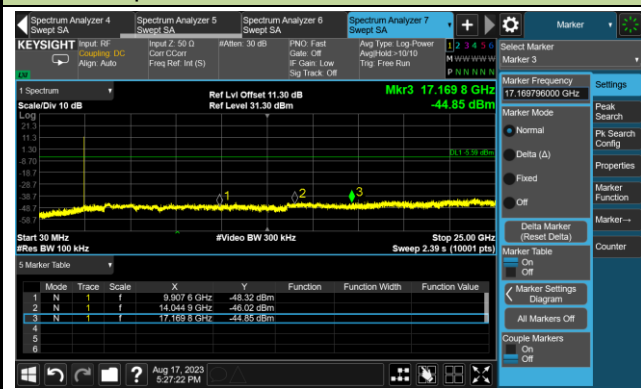 Spectrum Analyzer 4
Swept SA
Spectrum Analyzer 5
Swept SA
Spectrum Analyzer 6
Swept SA
Spectrum Analyzer 7
Swept SA
Marker
KEYSIGHT
Input: RF
Coupling: DC
Align: Auto
Input Z: 50 Ω
Corr CCorr
Freq Ref: Int (S)
#Atten: 30 dB
PNO: Fast
Gate: Off
IF Gain: Low
Sig Track: Off
Avg Type: Log-Power
Avg|Hold:>10/10
Trig: Free Run
1 2 3 4 5 6
M W W W W W
P N N N N N
LXI
Select Marker
Marker 3
1 Spectrum
Scale/Div 10 dB
Ref Lvl Offset 11.30 dB
Ref Level 31.30 dBm
Mkr3 17.169 8 GHz
-44.85 dBm
Log
21.3
11.3
1.30
-8.70
-18.7
-28.7
-38.7
-48.7
-58.7
DL1 -5.59 dBm
1
2
3
Start 30 MHz
#Res BW 100 kHz
#Video BW 300 kHz
Stop 25.00 GHz
Sweep 2.39 s (10001 pts)
5 Marker Table
Mode Trace Scale X Y Function Function Width Function Value
1 N 1 f 9.907 6 GHz -48.32 dBm
2 N 1 f 14.044 9 GHz -46.02 dBm
3 N 1 f 17.169 8 GHz -44.85 dBm
4
5
6
Marker Frequency
17.169796000 GHz
Marker Mode
Normal
Delta (Δ)
Fixed
Off
Delta Marker
(Reset Delta)
Marker Table
On
Off
Marker Settings
Diagram
All Markers Off
Couple Markers
On
Off
Settings
Peak
Search
Pk Search
Config
Properties
Marker
Function
Marker→
Counter
?
Aug 17, 2023
5:27:22 PM